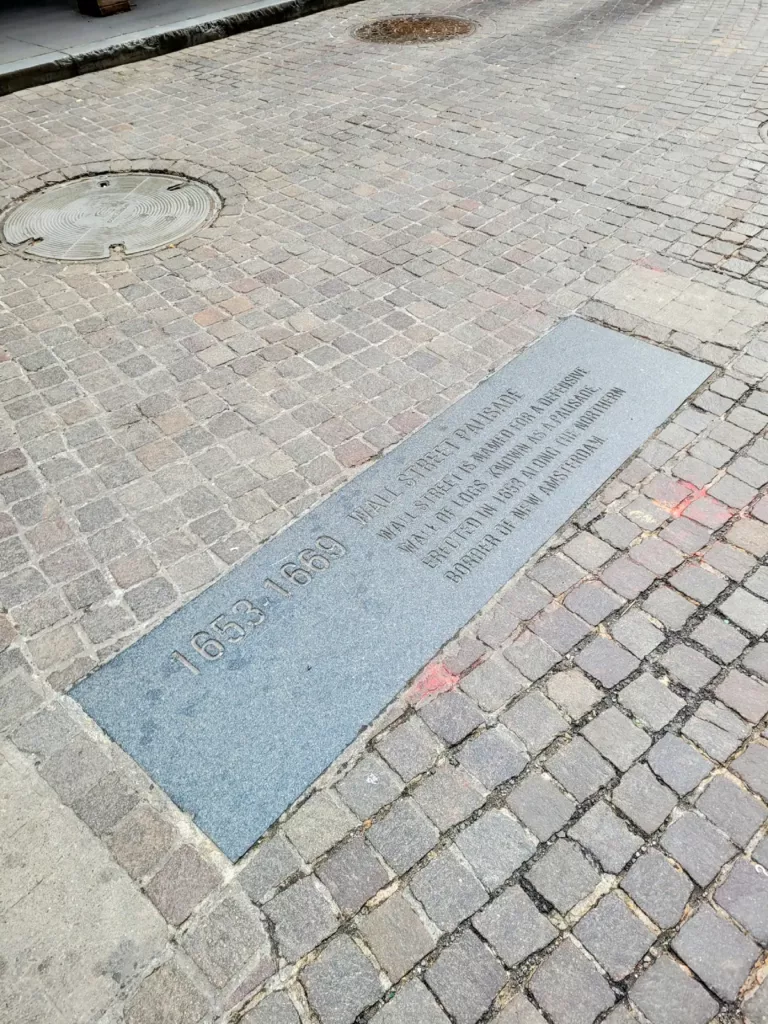 1653-1669 WALL STREET PALISADE
WALL STREET IS NAMED FOR A DEFENSIVE
WALL OF LOGS, KNOWN AS A PALISADE,
ERECTED IN 1653 ALONG THE NORTHERN
BORDER OF NEW AMSTERDAM.